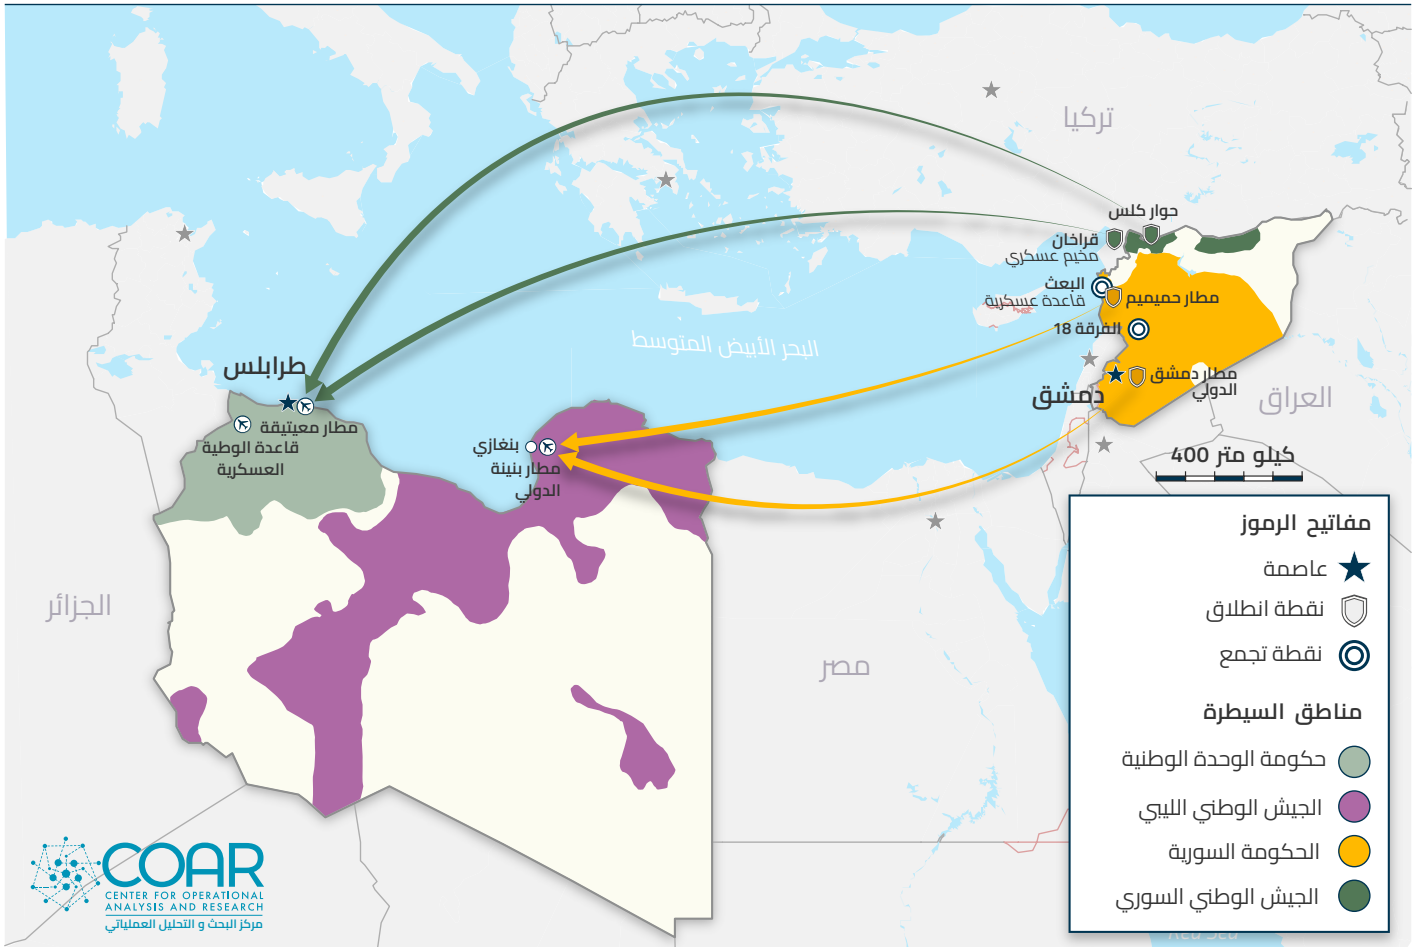 تركيا
حوار كلس
قراخان
مخيم عسكري
البعث
قاعدة عسكرية
مطار حميميم
الفرقة 18
مطار دمشق
الدولي
دمشق
العراق
البحر الأبيض المتوسط
طرابلس
مطار معيتيقة
قاعدة الوطية
العسكرية
بنغازي
مطار بنينة
الدولي
الجزائر
مصر
400 كيلو متر
مفاتيح الرموز
عاصمة
نقطة انطلاق
نقطة تجمع
مناطق السيطرة
حكومة الوحدة الوطنية
الجيش الوطني الليبي
الحكومة السورية
الجيش الوطني السوري
Red Sea
COAR
CENTER FOR OPERATIONAL
ANALYSIS AND RESEARCH
مركز البحث و التحليل العملياتي